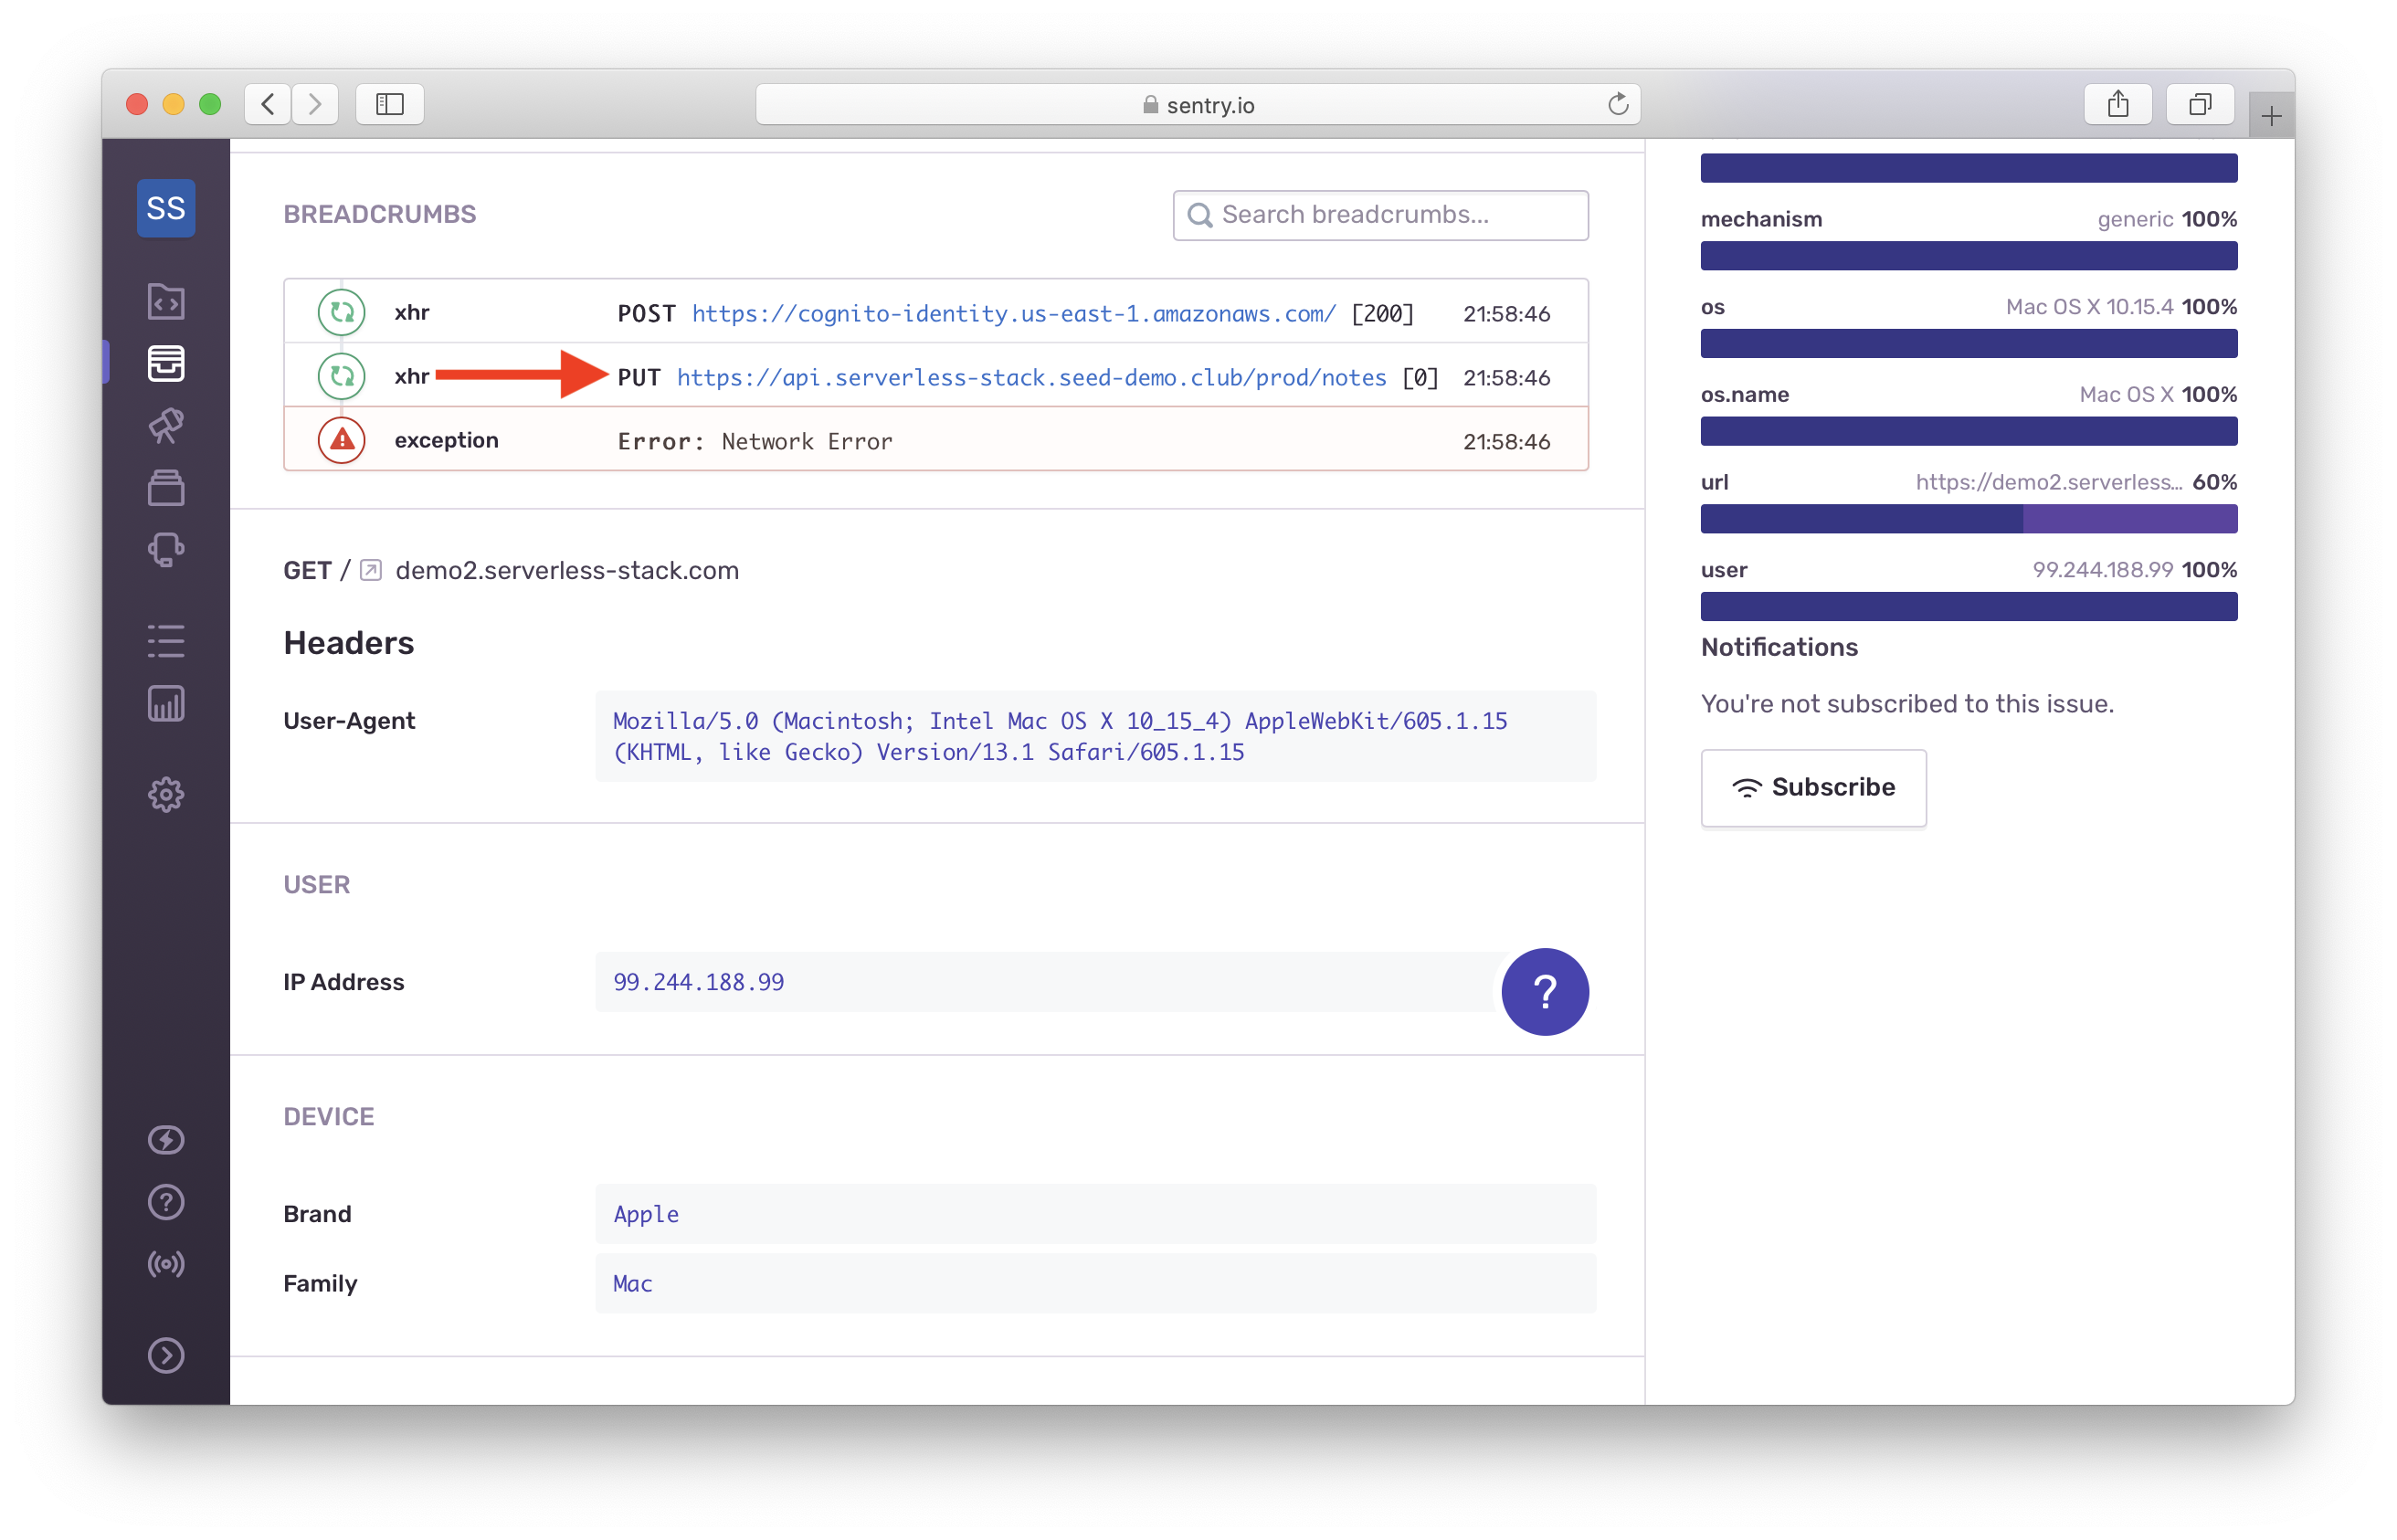 sentry.io
SS
BREADCRUMBS
Search breadcrumbs...
xhr POST https://cognito-identity.us-east-1.amazonaws.com/ [200] 21:58:46
xhr PUT https://api.serverless-stack.seed-demo.club/prod/notes [0] 21:58:46
exception Error: Network Error 21:58:46
GET / demo2.serverless-stack.com
Headers
User-Agent Mozilla/5.0 (Macintosh; Intel Mac OS X 10_15_4) AppleWebKit/605.1.15
(KHTML, like Gecko) Version/13.1 Safari/605.1.15
USER
IP Address 99.244.188.99
?
DEVICE
Brand Apple
Family Mac
mechanism generic 100%
os Mac OS X 10.15.4 100%
os.name Mac OS X 100%
url https://demo2.serverless... 60%
user 99.244.188.99 100%
Notifications
You're not subscribed to this issue.
Subscribe